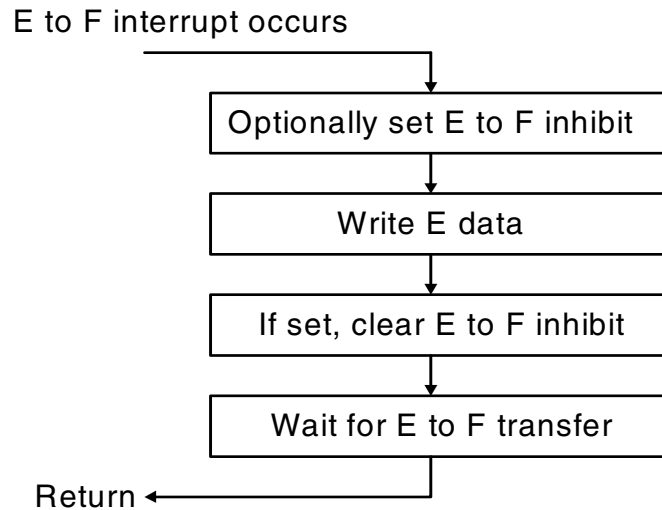 E to F interrupt occurs
Optionally set E to F inhibit
Write E data
If set, clear E to F inhibit
Wait for E to F transfer
Return